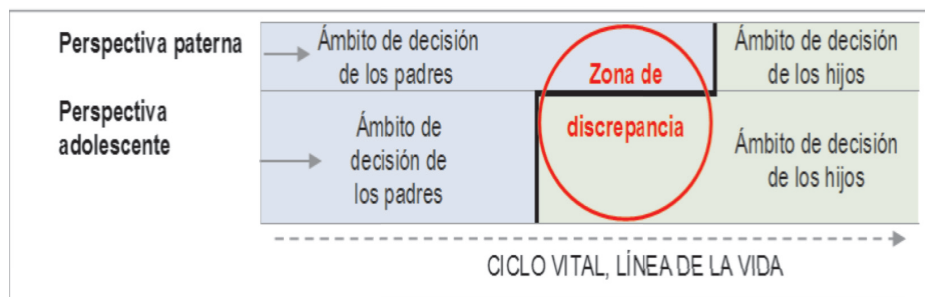 Perspectiva paterna
Ámbito de decisión
de los padres
Zona de
Ámbito de decisión
de los hijos
Perspectiva
adolescente
Ámbito de
decisión de
los padres
discrepancia
Ámbito de decisión
de los hijos
CICLO VITAL, LÍNEA DE LA VIDA